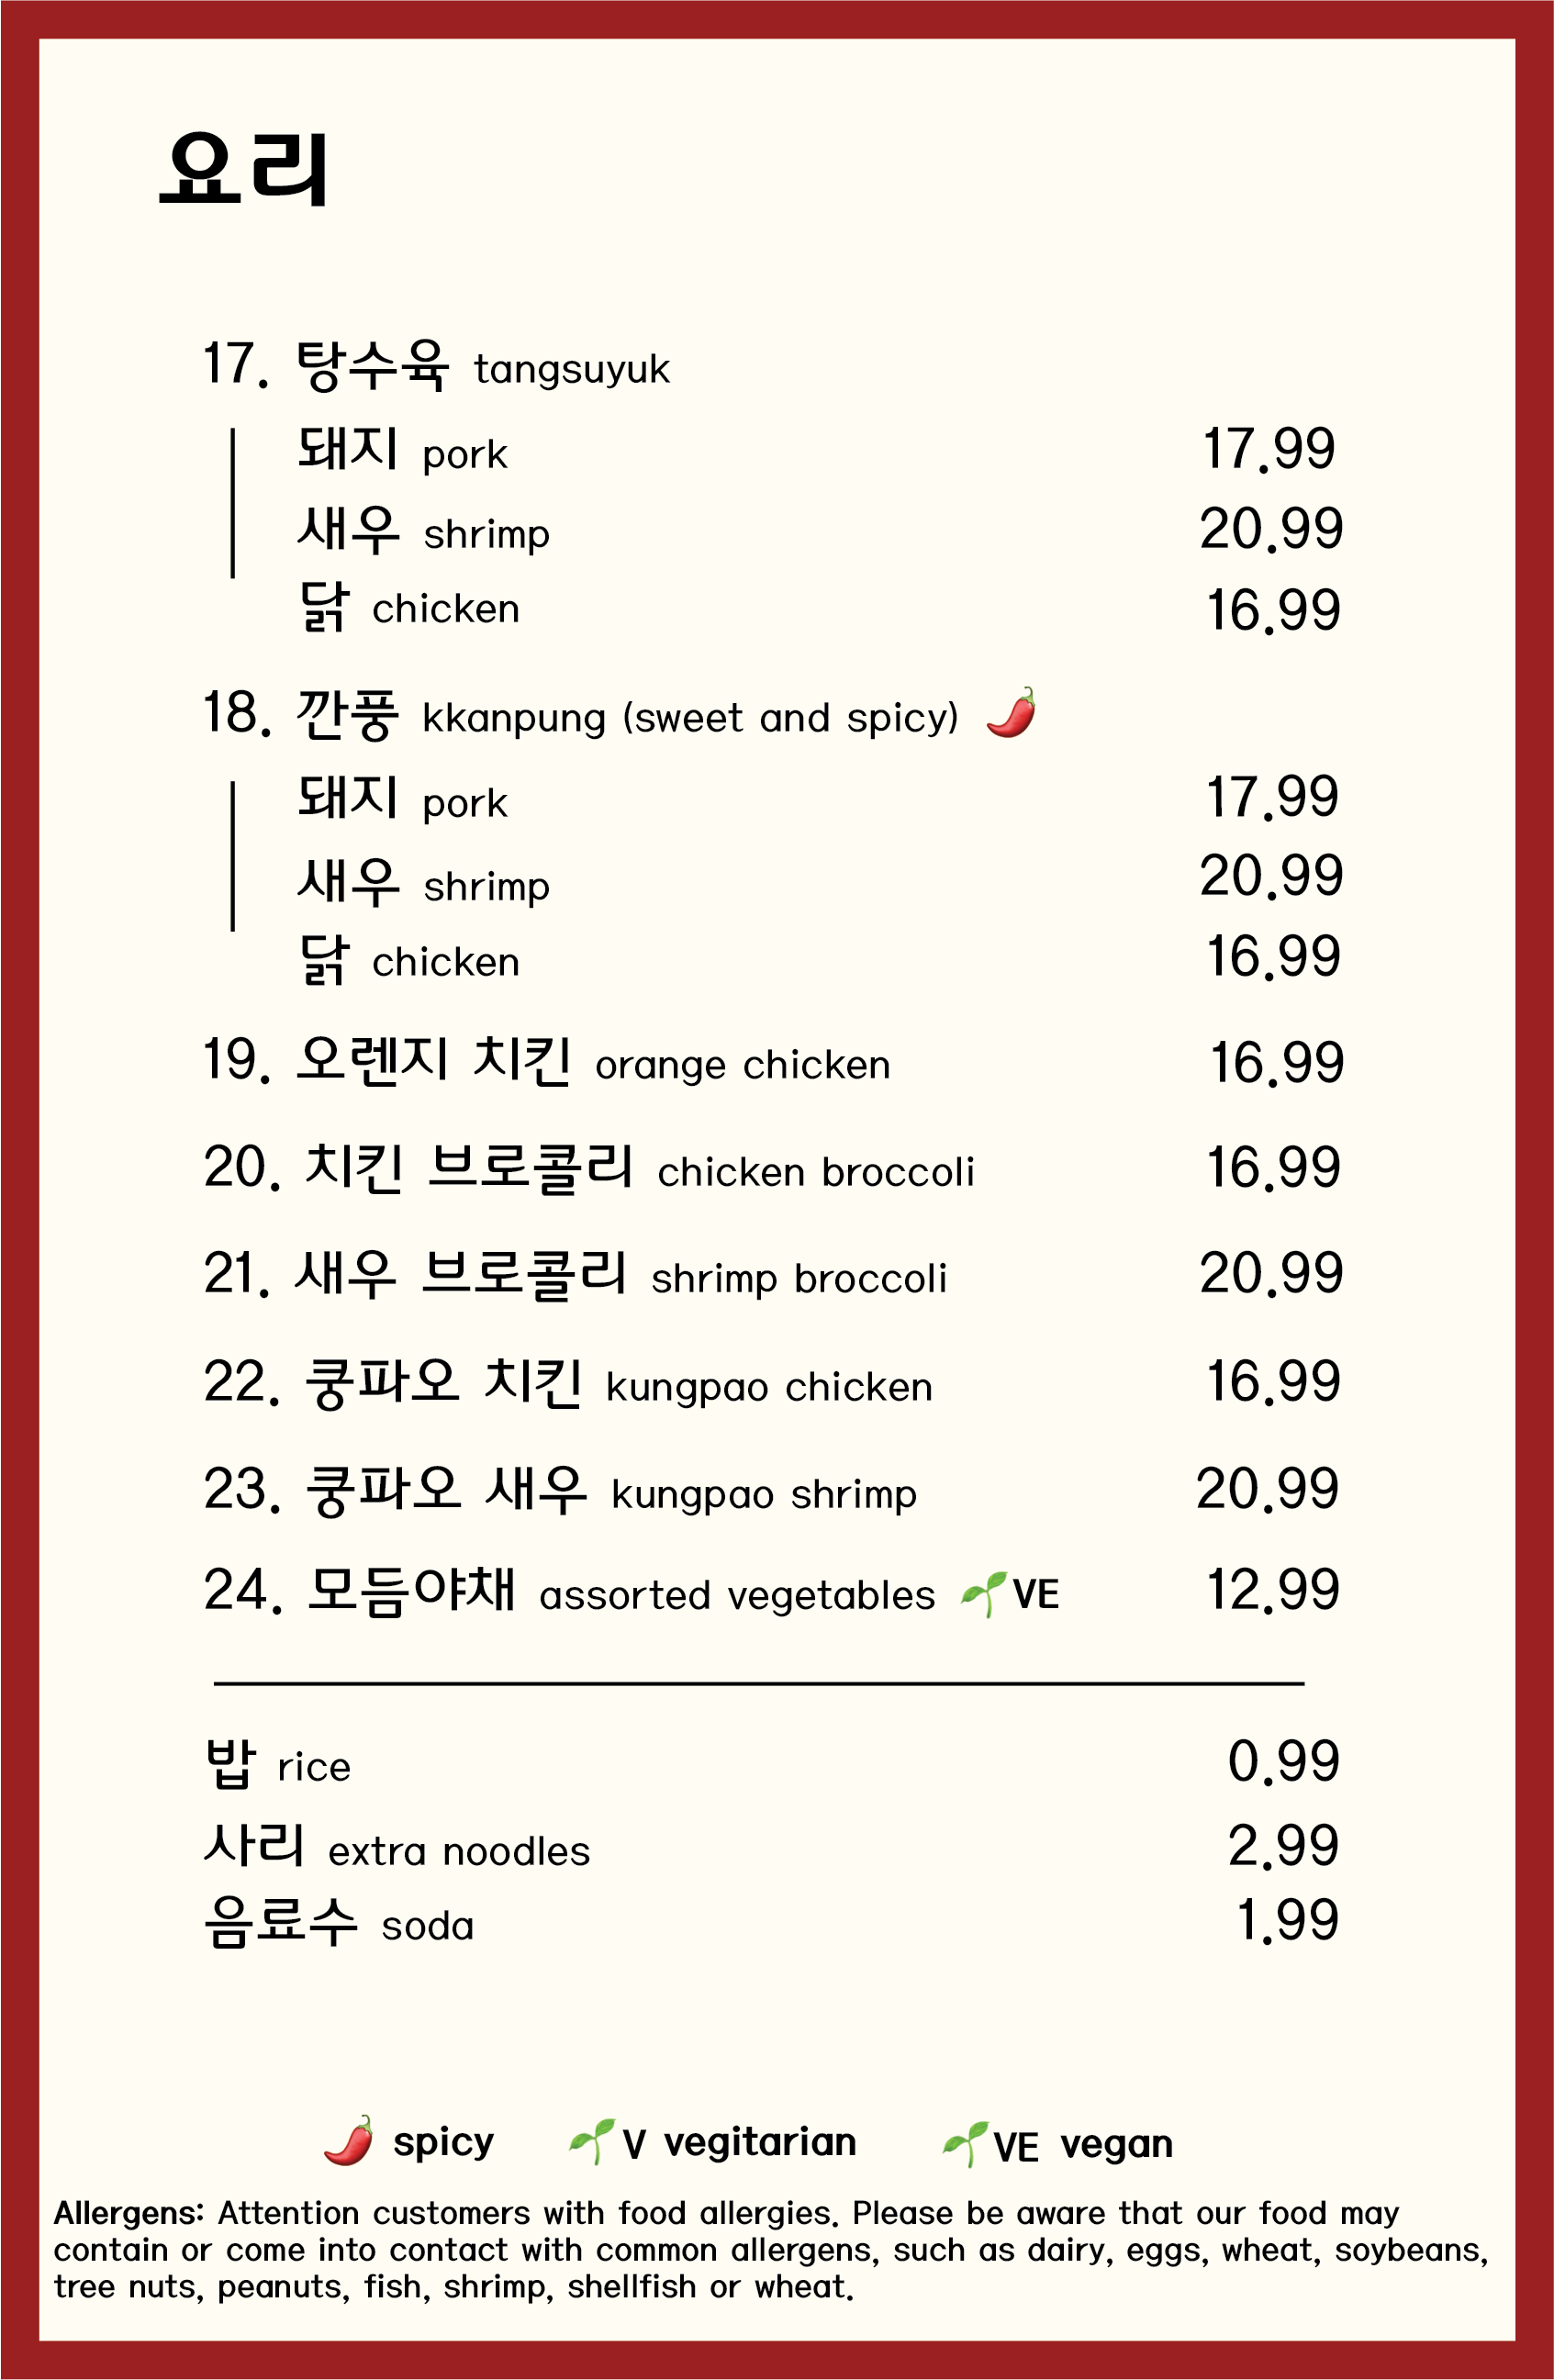 요리
17. 탕수육 tangsuyuk
돼지 pork 17.99
새우 shrimp 20.99
닭 chicken 16.99
18. 깐풍 kkanpung (sweet and spicy)
돼지 pork 17.99
새우 shrimp 20.99
닭 chicken 16.99
19. 오렌지 치킨 orange chicken 16.99
20. 치킨 브로콜리 chicken broccoli 16.99
21. 새우 브로콜리 shrimp broccoli 20.99
22. 쿵파오 치킨 kungpao chicken 16.99
23. 쿵파오 새우 kungpao shrimp 20.99
24. 모듬야채 assorted vegetables VE 12.99
밥 rice 0.99
사리 extra noodles 2.99
음료수 soda 1.99
spicy V vegitarian VE vegan
Allergens: Attention customers with food allergies. Please be aware that our food may
contain or come into contact with common allergens, such as dairy, eggs, wheat, soybeans,
tree nuts, peanuts, fish, shrimp, shellfish or wheat.